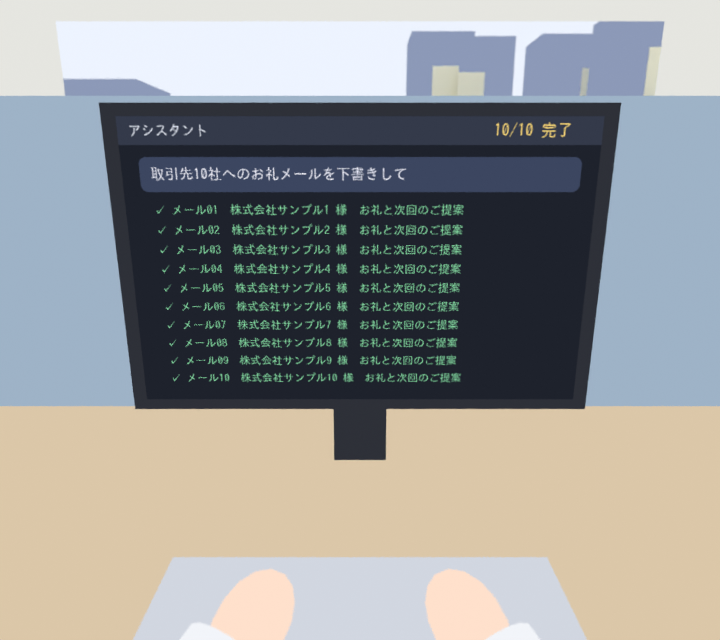 アシスタント 10/10 完了
取引先10社へのお礼メールを下書きして
✓ メール01 株式会社サンプル1 様 お礼と次回のご提案
✓ メール02 株式会社サンプル2 様 お礼と次回のご提案
✓ メール03 株式会社サンプル3 様 お礼と次回のご提案
✓ メール04 株式会社サンプル4 様 お礼と次回のご提案
✓ メール05 株式会社サンプル5 様 お礼と次回のご提案
✓ メール06 株式会社サンプル6 様 お礼と次回のご提案
✓ メール07 株式会社サンプル7 様 お礼と次回のご提案
✓ メール08 株式会社サンプル8 様 お礼と次回のご提案
✓ メール09 株式会社サンプル9 様 お礼と次回のご提案
✓ メール10 株式会社サンプル10 様 お礼と次回のご提案